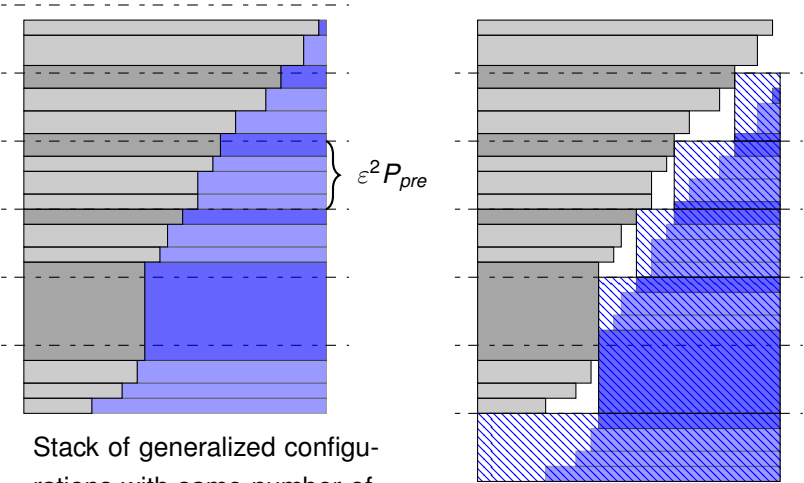 ε²P_pre
Stack of generalized configu-
rations with same number of